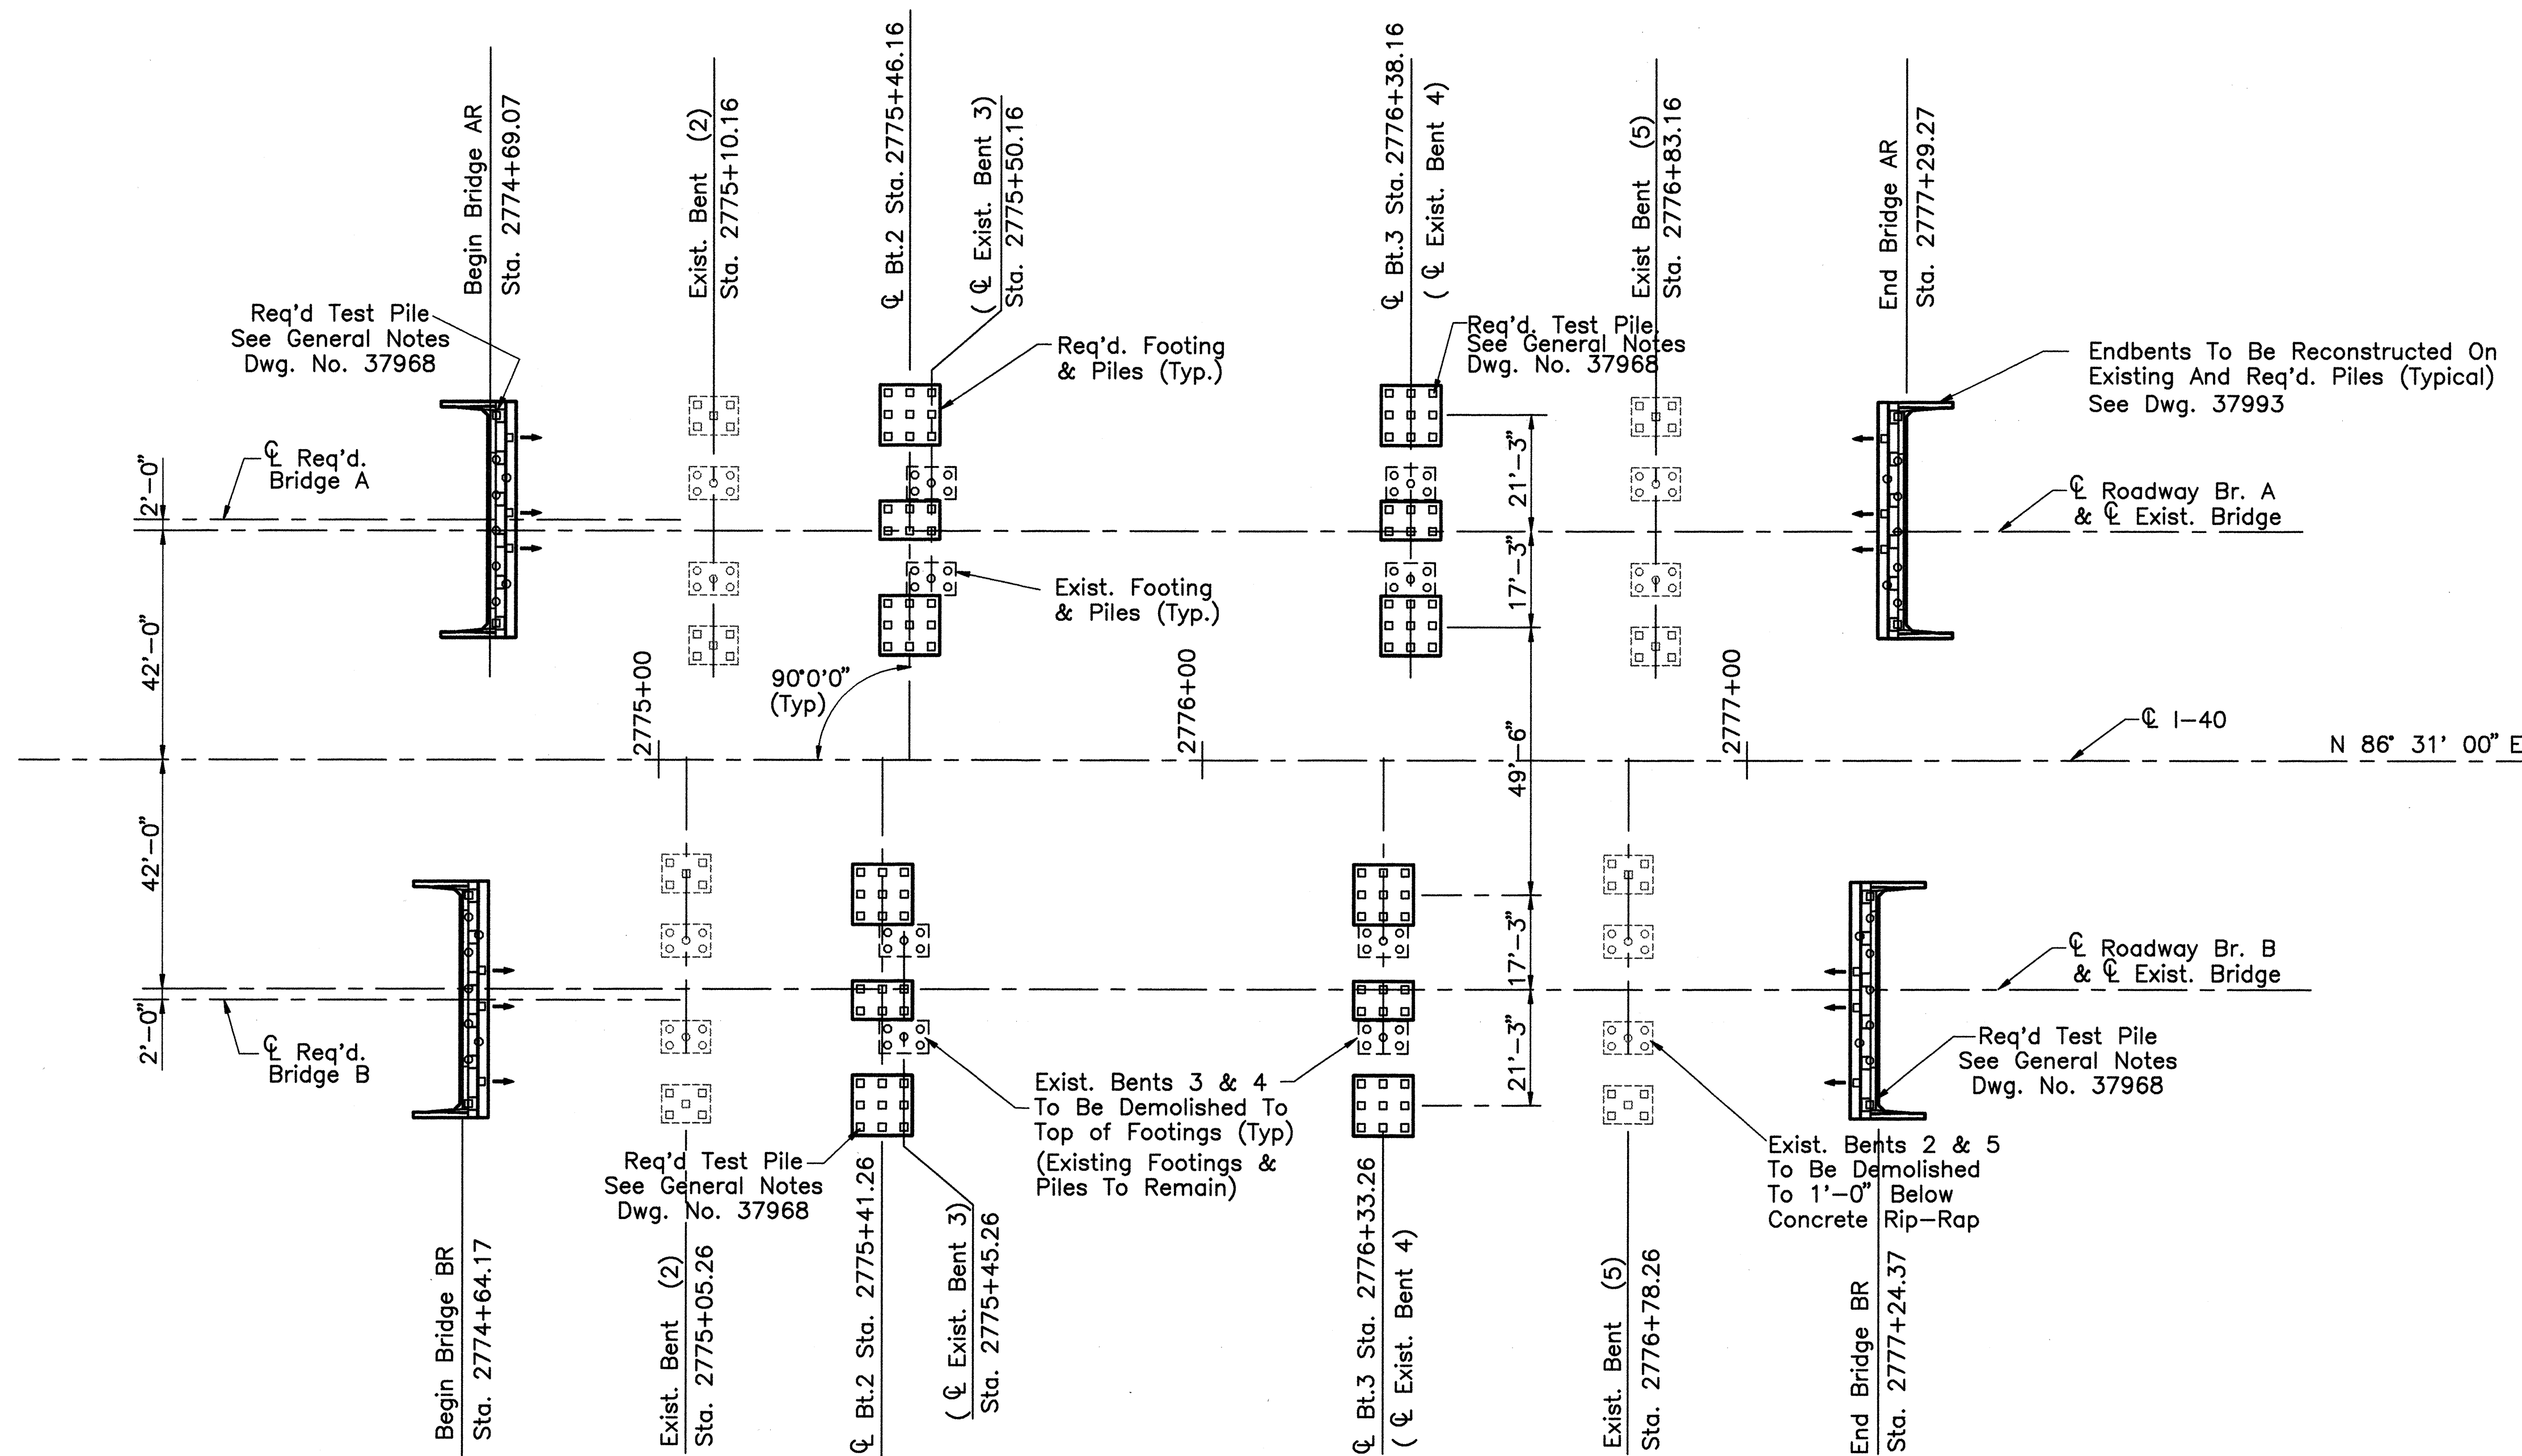 Begin Bridge AR
Sta. 2774+69.07
Exist. Bent (2)
Sta. 2775+10.16
℄ Bt.2 Sta. 2775+46.16
( ℄ Exist. Bent 3)
Sta. 2775+50.16
℄ Bt.3 Sta. 2776+38.16
( ℄ Exist. Bent 4)
Exist Bent (5)
Sta. 2776+83.16
End Bridge AR
Sta. 2777+29.27
Req'd Test Pile
See General Notes
Dwg. No. 37968
Req'd. Footing
& Piles (Typ.)
Req'd. Test Pile
See General Notes
Dwg. No. 37968
Endbents To Be Reconstructed On
Existing And Req'd. Piles (Typical)
See Dwg. 37993
2'-0"
℄ Req'd.
Bridge A
21'-3"
℄ Roadway Br. A
& ℄ Exist. Bridge
17'-3"
Exist. Footing
& Piles (Typ.)
42'-0"
90°0'0"
(Typ)
2775+00
2776+00
2777+00
49'-6"
℄ I-40
N 86° 31' 00" E
42'-0"
17'-3"
℄ Roadway Br. B
& ℄ Exist. Bridge
2'-0"
℄ Req'd.
Bridge B
21'-3"
Req'd Test Pile
See General Notes
Dwg. No. 37968
Exist. Bents 3 & 4
To Be Demolished To
Top of Footings (Typ)
(Existing Footings &
Piles To Remain)
Req'd Test Pile
See General Notes
Dwg. No. 37968
Exist. Bents 2 & 5
To Be Demolished
To 1'-0" Below
Concrete Rip-Rap
Begin Bridge BR
Sta. 2774+64.17
Exist. Bent (2)
Sta. 2775+05.26
℄ Bt.2 Sta. 2775+41.26
( ℄ Exist. Bent 3)
Sta. 2775+45.26
℄ Bt.3 Sta. 2776+33.26
( ℄ Exist. Bent 4)
Exist. Bent (5)
Sta. 2776+78.26
End Bridge BR
Sta. 2777+24.37